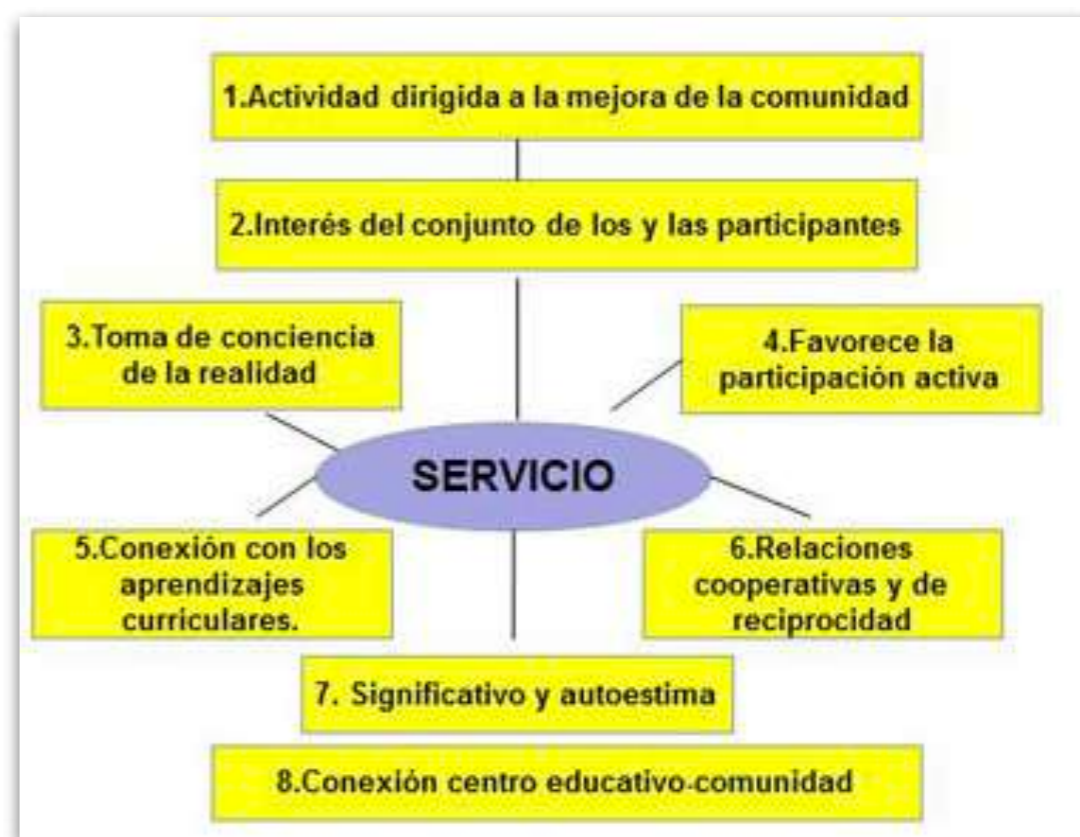 1.Actividad dirigida a la mejora de la comunidad
2.Interés del conjunto de los y las participantes
3.Toma de conciencia
de la realidad
4.Favorece la
participación activa
SERVICIO
5.Conexión con los
aprendizajes
curriculares.
6.Relaciones
cooperativas y de
reciprocidad
7. Significativo y autoestima
8.Conexión centro educativo-comunidad